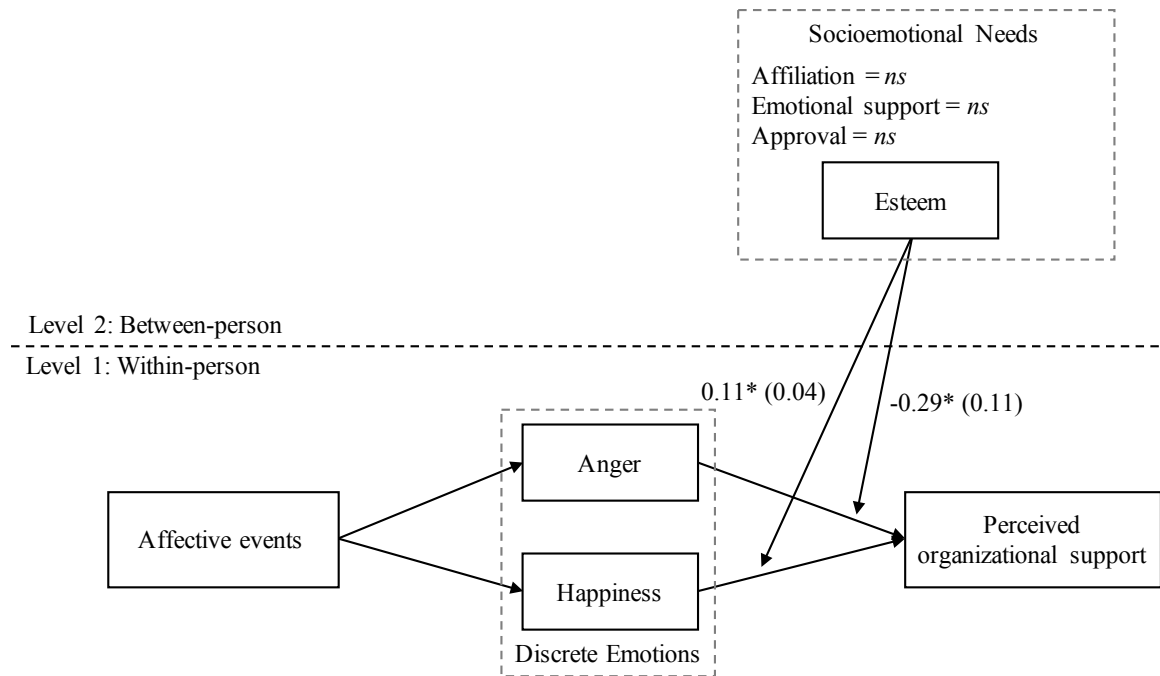 Socioemotional Needs
Affiliation = ns
Emotional support = ns
Approval = ns
Esteem
Level 2: Between-person
Level 1: Within-person
0.11* (0.04)
-0.29* (0.11)
Anger
Affective events
Perceived
organizational support
Happiness
Discrete Emotions